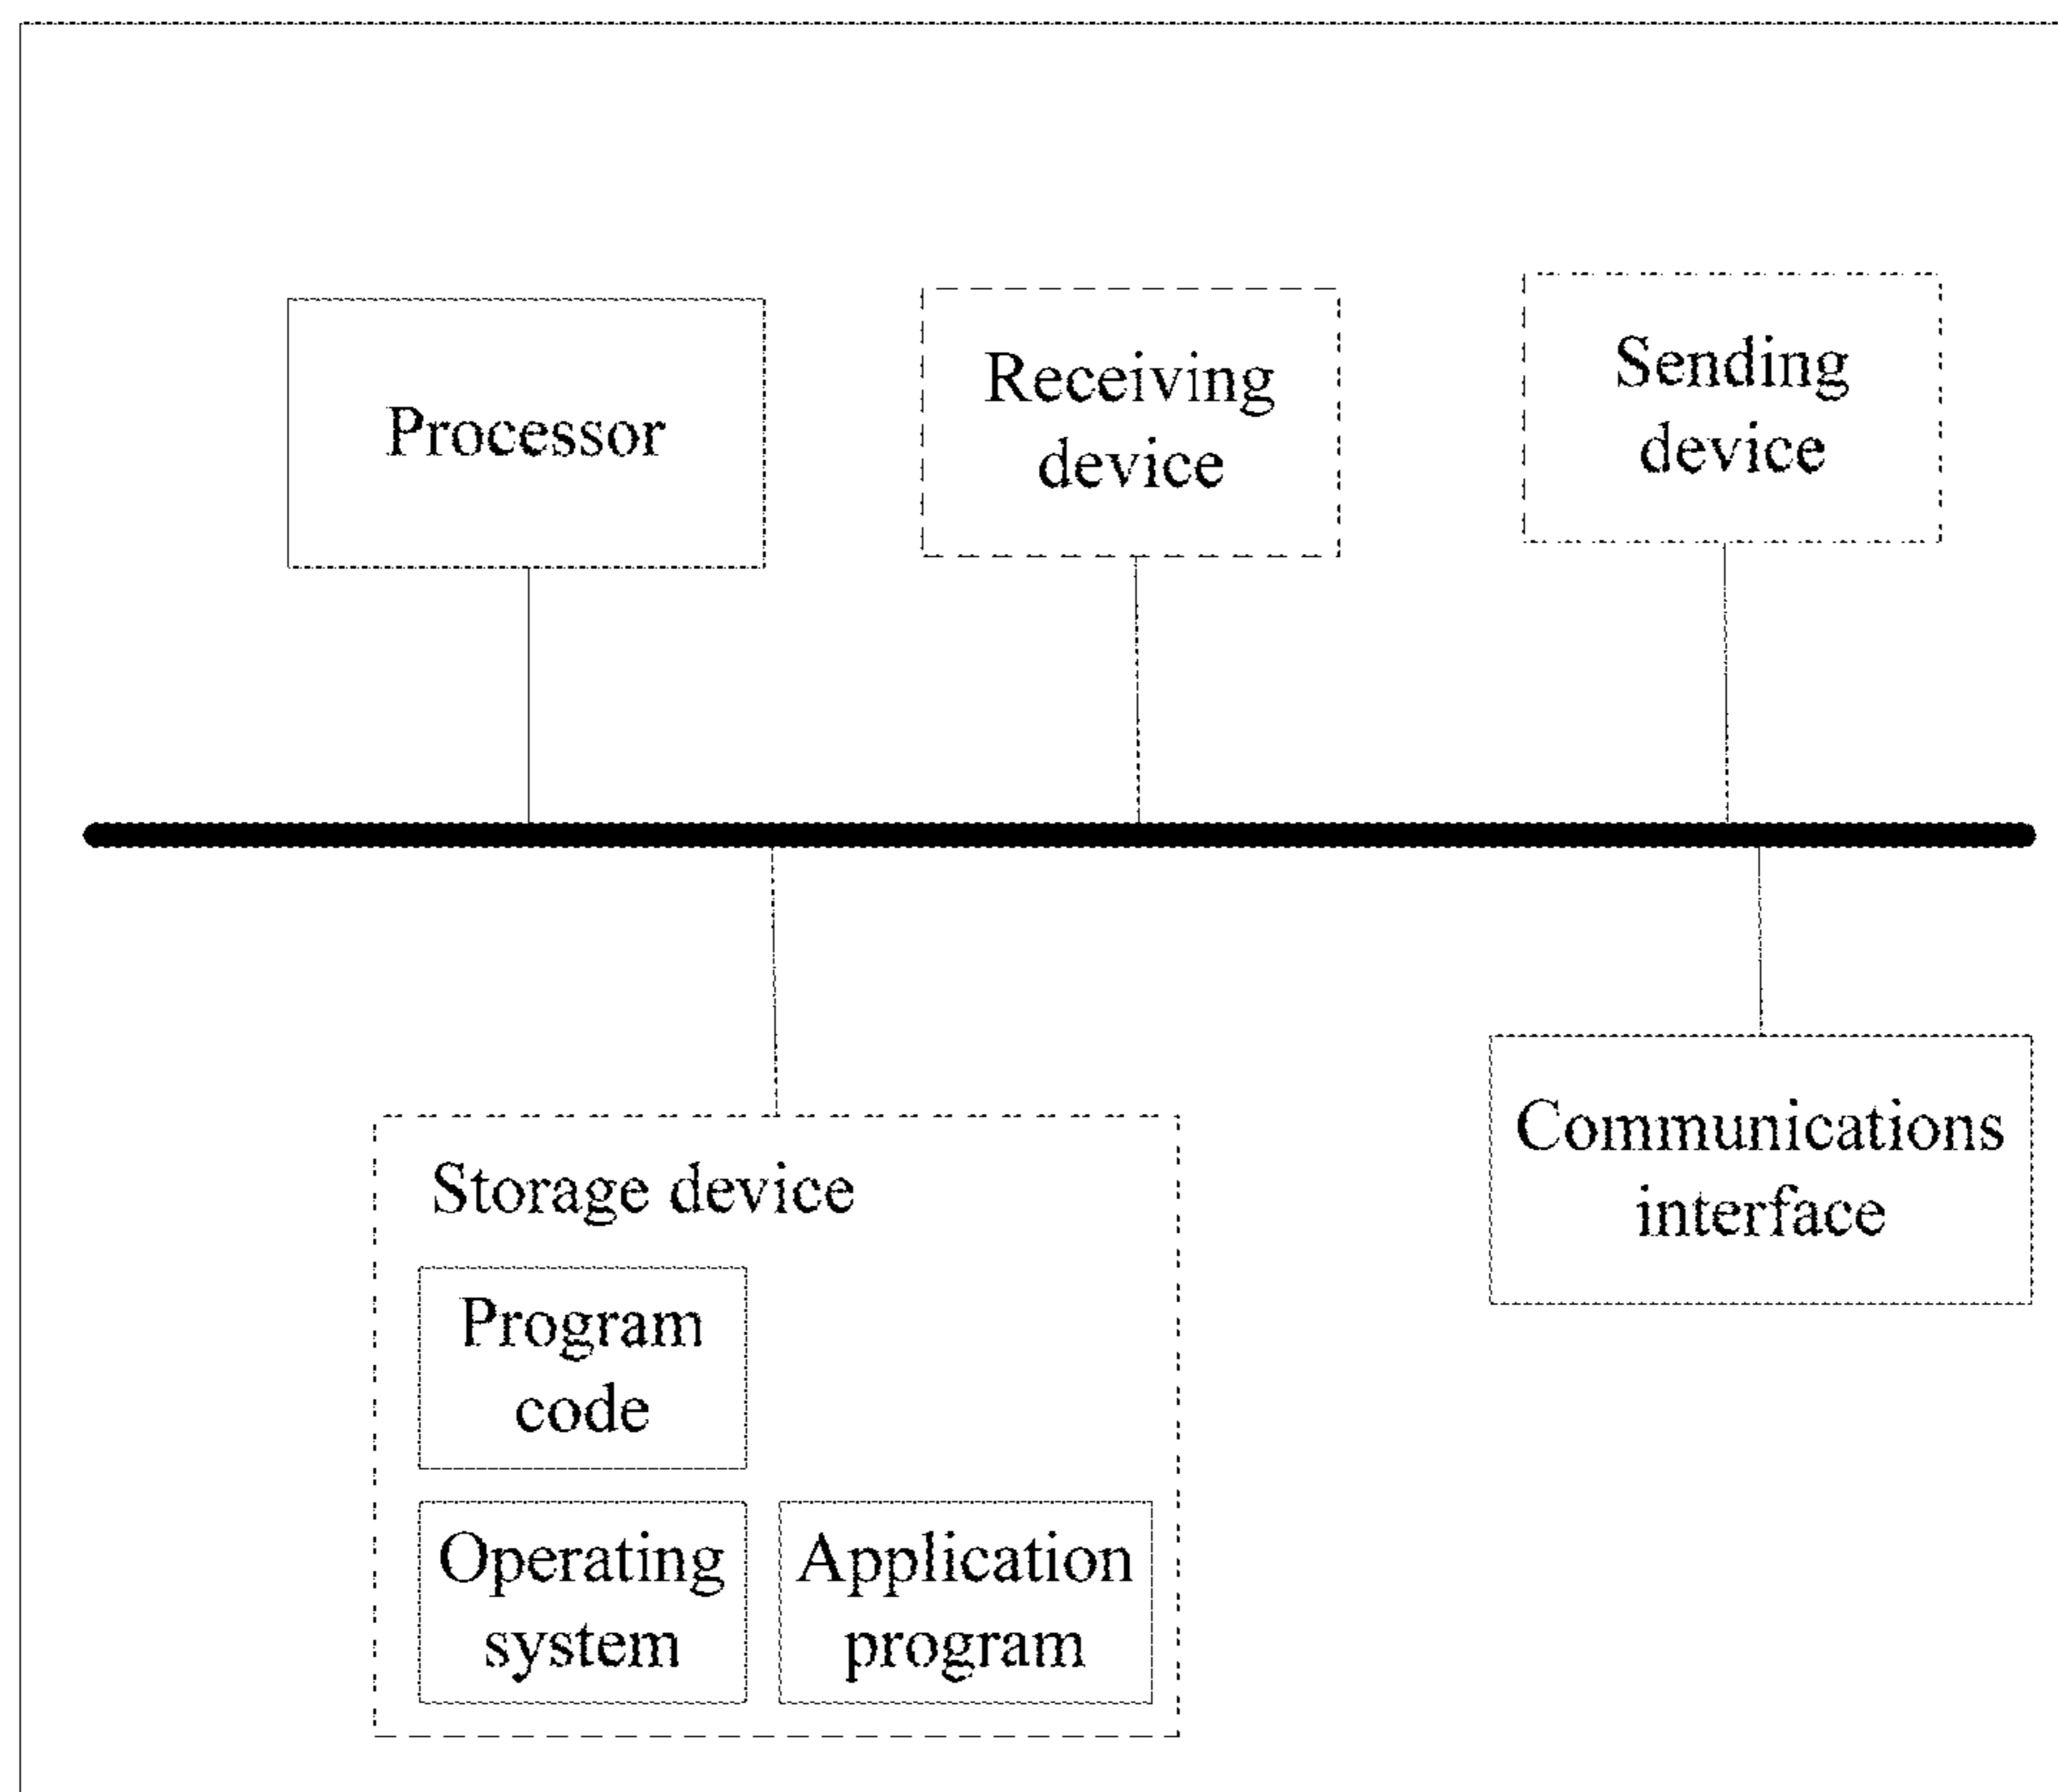 Processor
Receiving
device
Sending
device
Storage device
Program
code
Operating
system
Application
program
Communications
interface